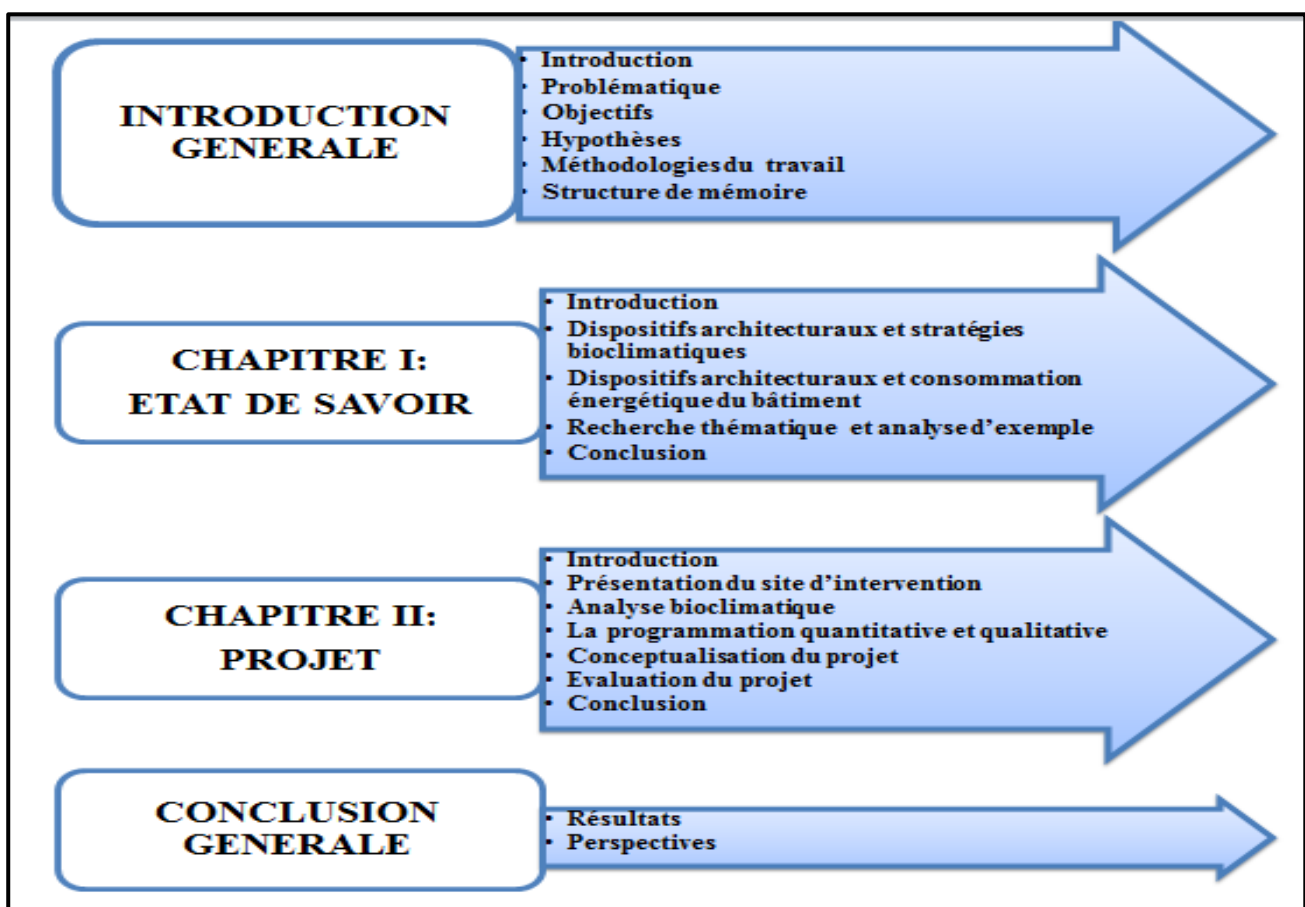 INTRODUCTION
GENERALE
• Introduction
• Problématique
• Objectifs
• Hypothèses
• Méthodologies du travail
• Structure de mémoire
CHAPITRE I:
ETAT DE SAVOIR
• Introduction
• Dispositifs architecturaux et stratégies
bioclimatiques
• Dispositifs architecturaux et consommation
énergétique du bâtiment
• Recherche thématique et analyse d’exemple
• Conclusion
CHAPITRE II:
PROJET
• Introduction
• Présentation du site d’intervention
• Analyse bioclimatique
• La programmation quantitative et qualitative
• Conceptualisation du projet
• Evaluation du projet
• Conclusion
CONCLUSION
GENERALE
• Résultats
• Perspectives